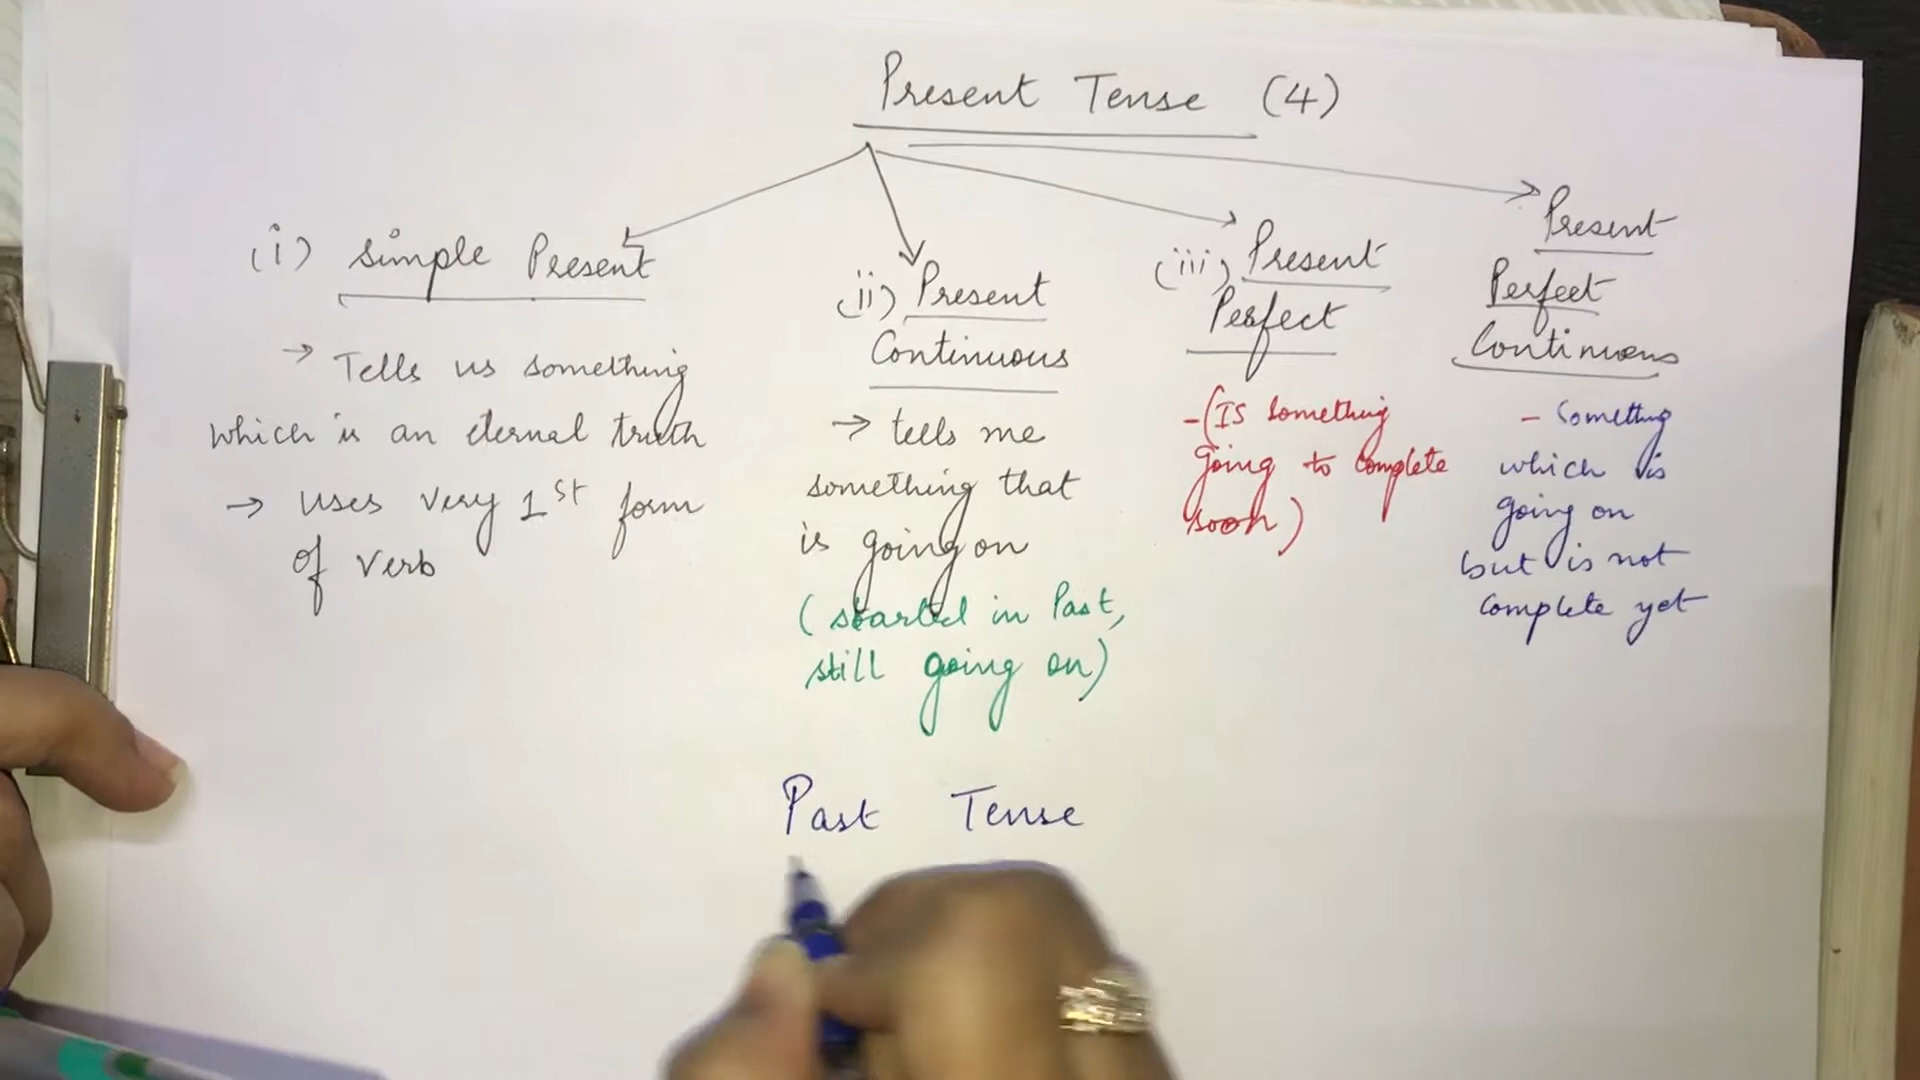 Present Tense (4)
(i) simple Present
→ Tells us something
which is an eternal truth
→ uses very 1st form
of verb
(ii) Present
Continuous
→ tells me
something that
is going on
(started in Past,
still going on)
(iii) Present
Perfect
- (IS something
going to complete
soon)
Present
Perfect
Continuous
- Something
which is
going on
but is not
complete yet
Past Tense